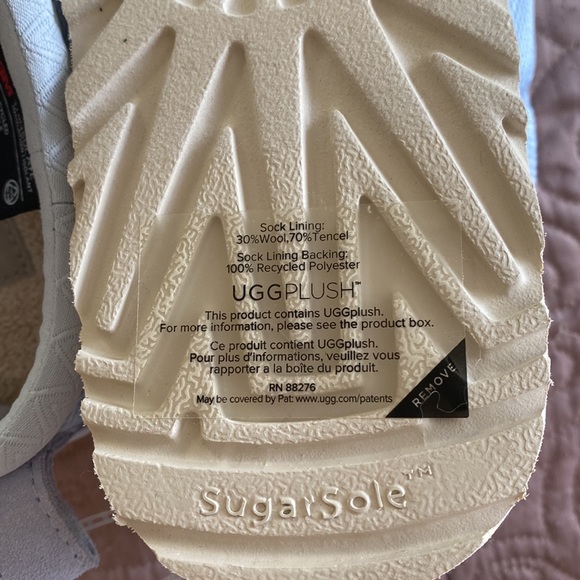 Sock Lining:
30%Wool,70%Tencel
Sock Lining Backing:
100% Recycled Polyester
UGGPLUSH™
This product contains UGGplush.
For more information, please see the product box.
Ce produit contient UGGplush.
Pour plus d'informations, veuillez vous
rapporter a la boîte du produit.
RN 88276
May be covered by Pat: www.ugg.com/patents
REMOVE
SugarSole™